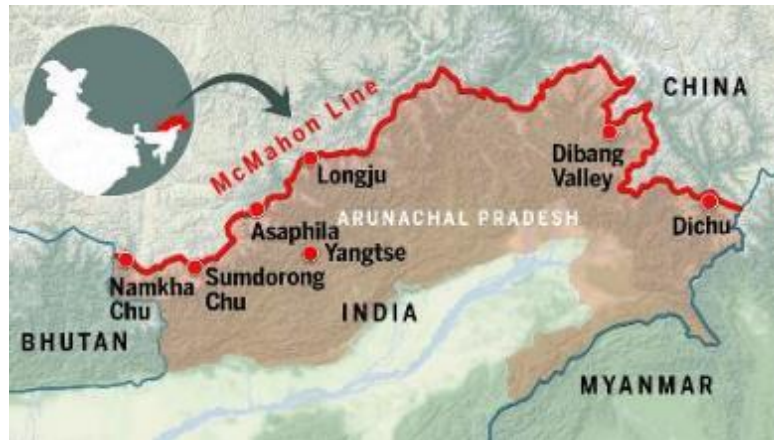 McMahon Line
CHINA
Longju
Dibang
Valley
Asaphila
ARUNACHAL PRADESH
Dichu
Yangtse
Namkha
Chu
Sumdorong
Chu
INDIA
BHUTAN
MYANMAR